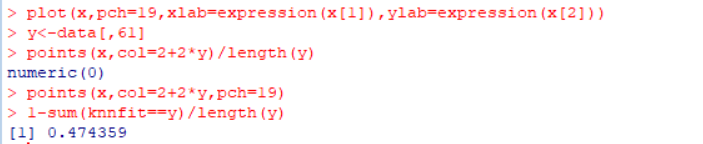 > plot(x,pch=19,xlab=expression(x[1]),ylab=expression(x[2]))
> y<-data[,61]
> points(x,col=2+2*y)/length(y)
numeric(0)
> points(x,col=2+2*y,pch=19)
> 1-sum(knnfit==y)/length(y)
[1] 0.474359